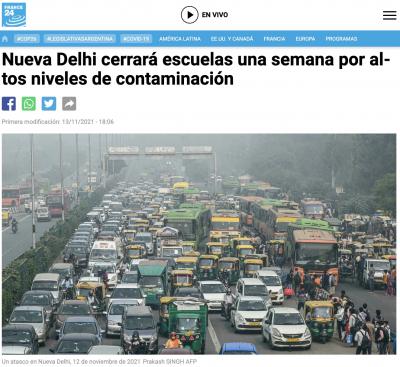 FRANCE
24
EN VIVO
#COP26 #LEGISLATIVASARGENTINA #COVID-19 AMÉRICA LATINA EE.UU. Y CANADÁ FRANCIA EUROPA PROGRAMAS
Nueva Delhi cerrará escuelas una semana por al-
tos niveles de contaminación
Primera modificación: 13/11/2021 - 18:06
Un atasco en Nueva Delhi, 12 de noviembre de 2021 Prakash SINGH AFP